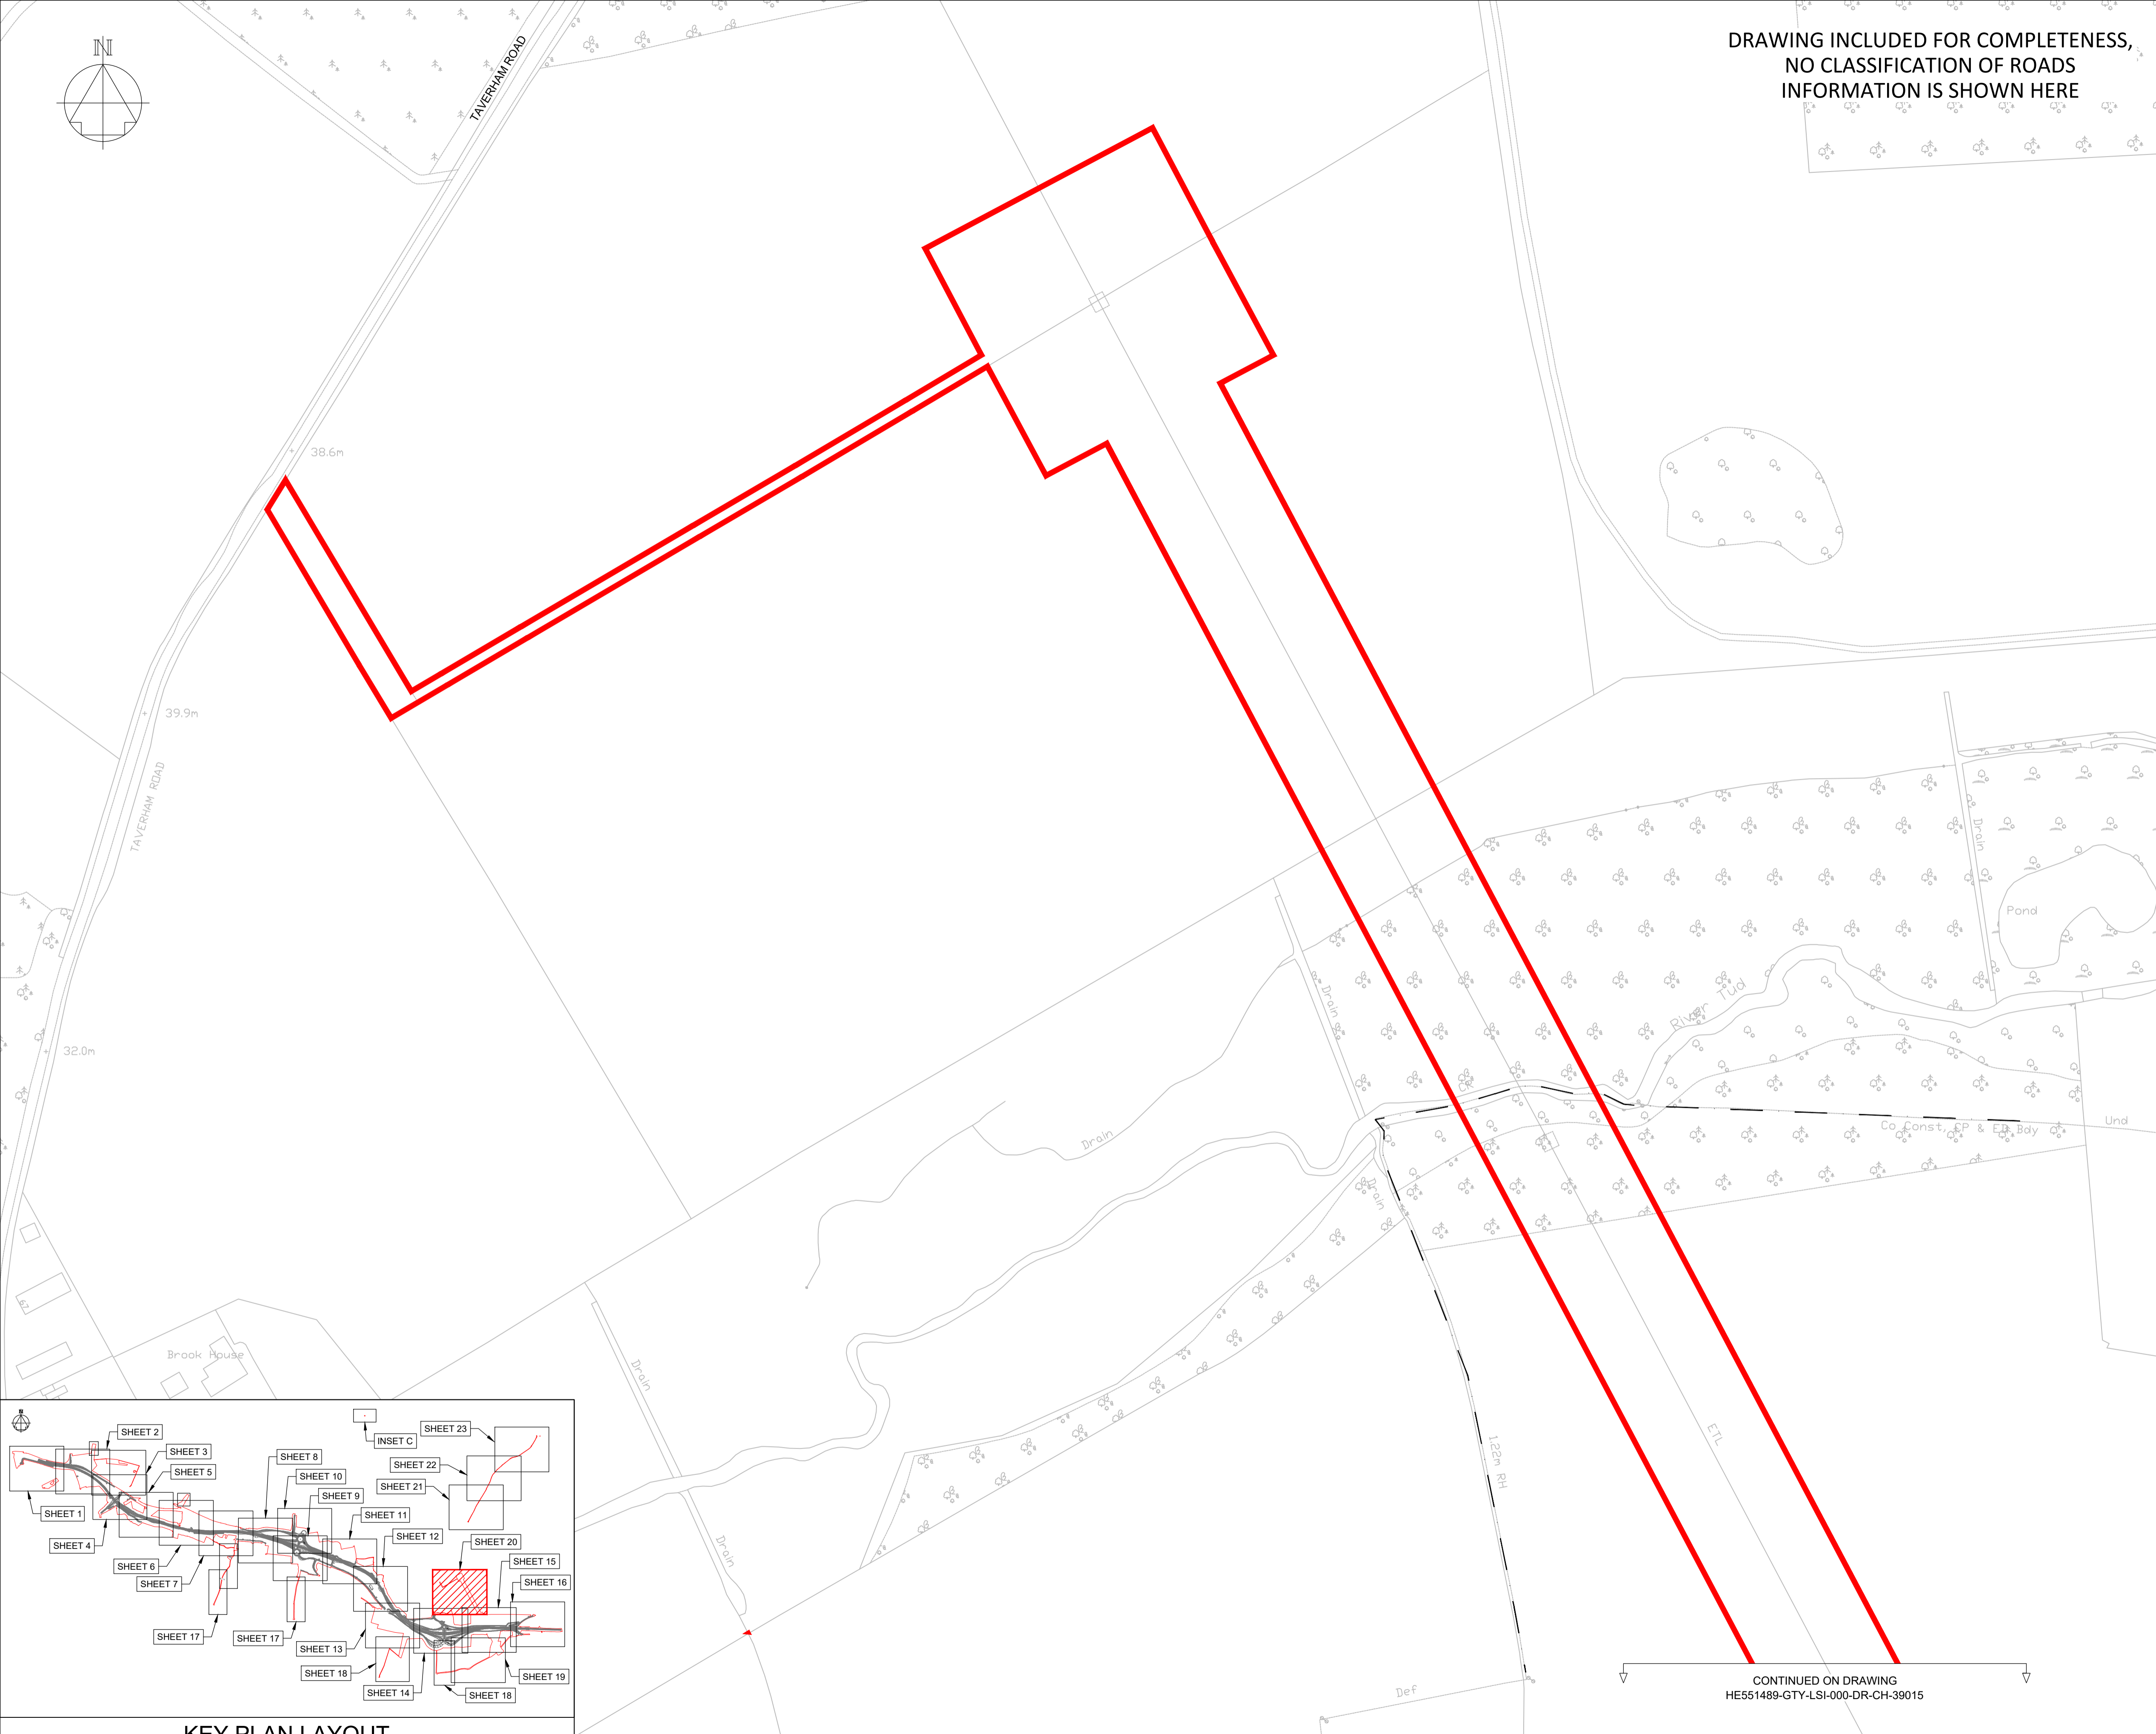 N
TAVERHAM ROAD
DRAWING INCLUDED FOR COMPLETENESS,
NO CLASSIFICATION OF ROADS
INFORMATION IS SHOWN HERE
38.6m
39.9m
TAVERHAM ROAD
32.0m
Drain
Pond
River Tud
Drain
CR
Co Const, CP & ED Bdy
Und
Drain
Drain
67
Brook House
Drain
ETL
1.22m RH
Drain
Def
CONTINUED ON DRAWING
HE551489-GTY-LSI-000-DR-CH-39015
N
SHEET 1
SHEET 2
SHEET 3
SHEET 5
SHEET 4
SHEET 6
SHEET 7
SHEET 8
SHEET 10
SHEET 9
SHEET 11
SHEET 12
INSET C
SHEET 23
SHEET 22
SHEET 21
SHEET 20
SHEET 15
SHEET 16
SHEET 17
SHEET 17
SHEET 13
SHEET 18
SHEET 14
SHEET 18
SHEET 19
KEY PLAN LAYOUT